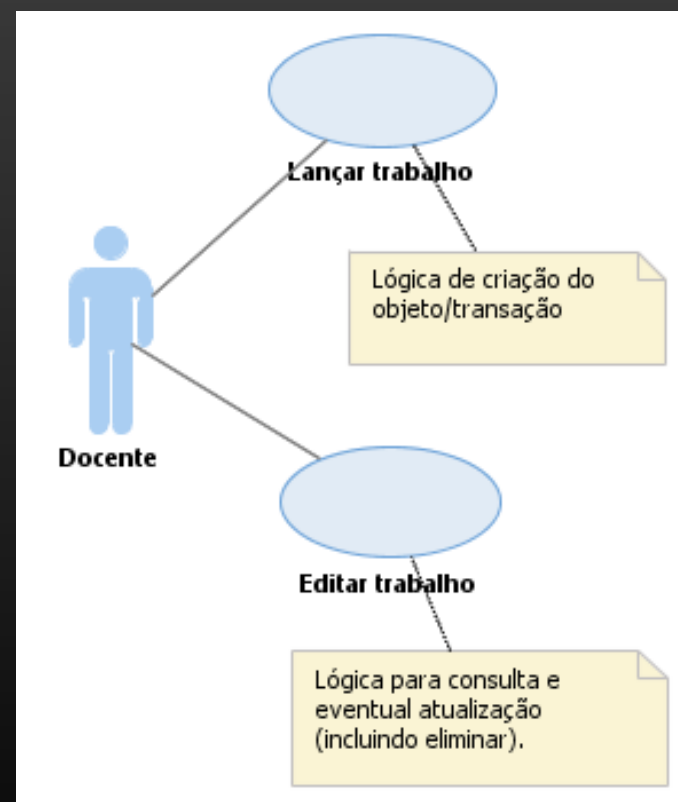 Lançar trabalho
Lógica de criação do
objeto/transação
Docente
Editar trabalho
Lógica para consulta e
eventual atualização
(incluindo eliminar).